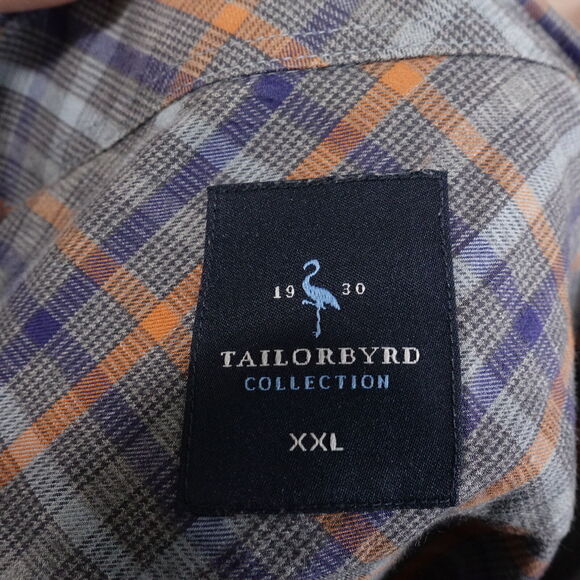 19 30
TAILORBYRD
COLLECTION
XXL